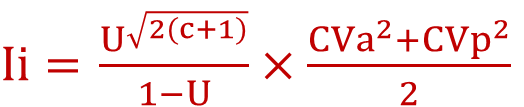 Ii = U√2(c+1) / 1−U × CVa²+CVp² / 2